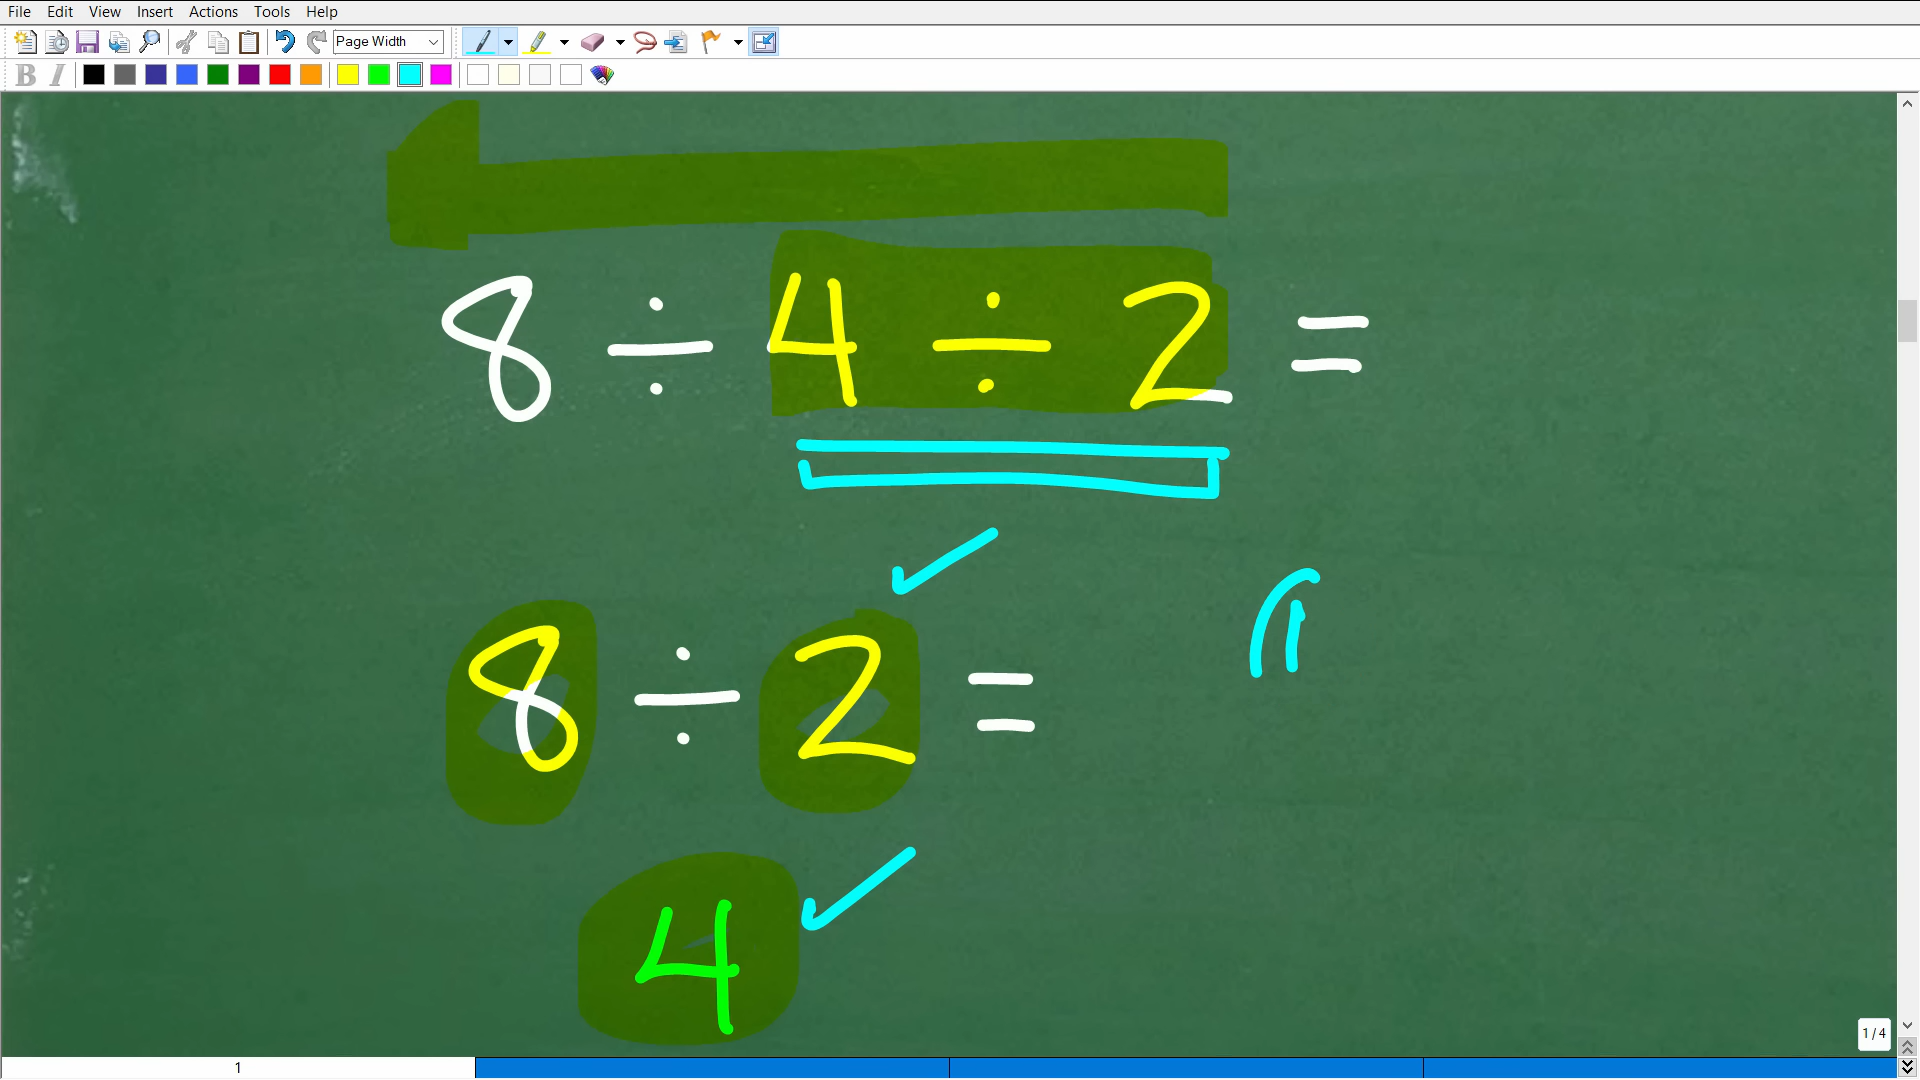 File Edit View Insert Actions Tools Help
Page Width
B I
8 ÷ 4 ÷ 2 =
8 ÷ 2 =
4
1 / 4
1